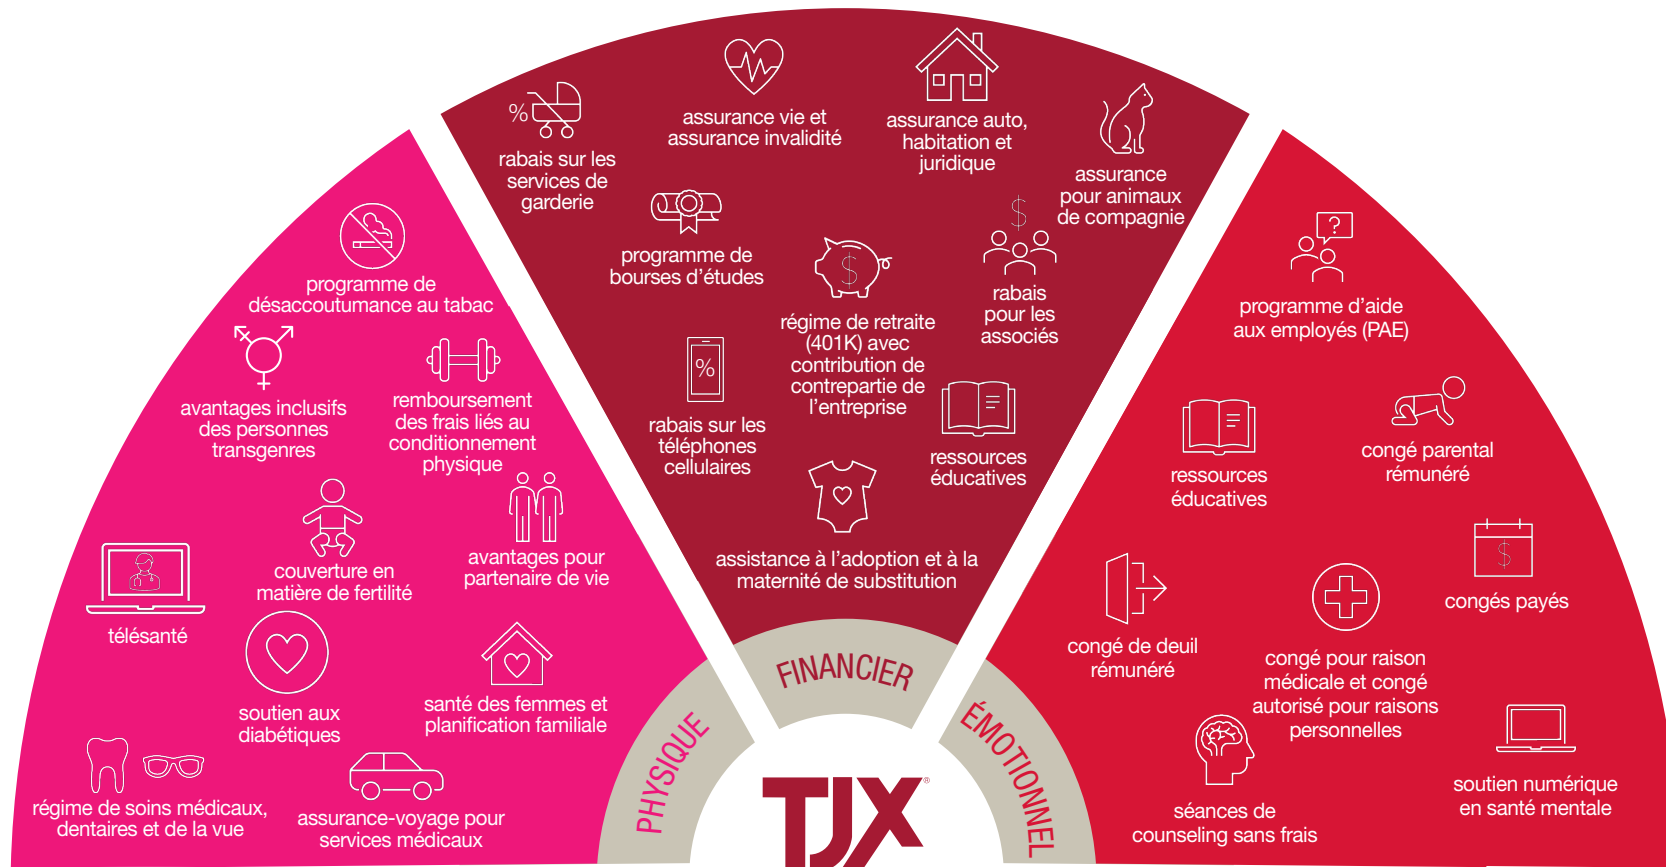 programme de
désaccoutumance au tabac
avantages inclusifs
des personnes
transgenres
remboursement
des frais liés au
conditionnement
physique
couverture en
matière de fertilité
avantages pour
partenaire de vie
télésanté
soutien aux
diabétiques
santé des femmes et
planification familiale
régime de soins médicaux,
dentaires et de la vue
assurance-voyage pour
services médicaux
PHYSIQUE
%
rabais sur les
services de
garderie
assurance vie et
assurance invalidité
assurance auto,
habitation et
juridique
assurance
pour animaux
de compagnie
programme de
bourses d'études
$
régime de retraite
(401K) avec
contribution de
contrepartie de
l'entreprise
$
rabais
pour les
associés
%
rabais sur les
téléphones
cellulaires
ressources
éducatives
assistance à l'adoption et à la
maternité de substitution
FINANCIER
?
programme d'aide
aux employés (PAE)
ressources
éducatives
congé parental
rémunéré
$
congés payés
congé de deuil
rémunéré
congé pour raison
médicale et congé
autorisé pour raisons
personnelles
séances de
counseling sans frais
soutien numérique
en santé mentale
ÉMOTIONNEL
TJX®